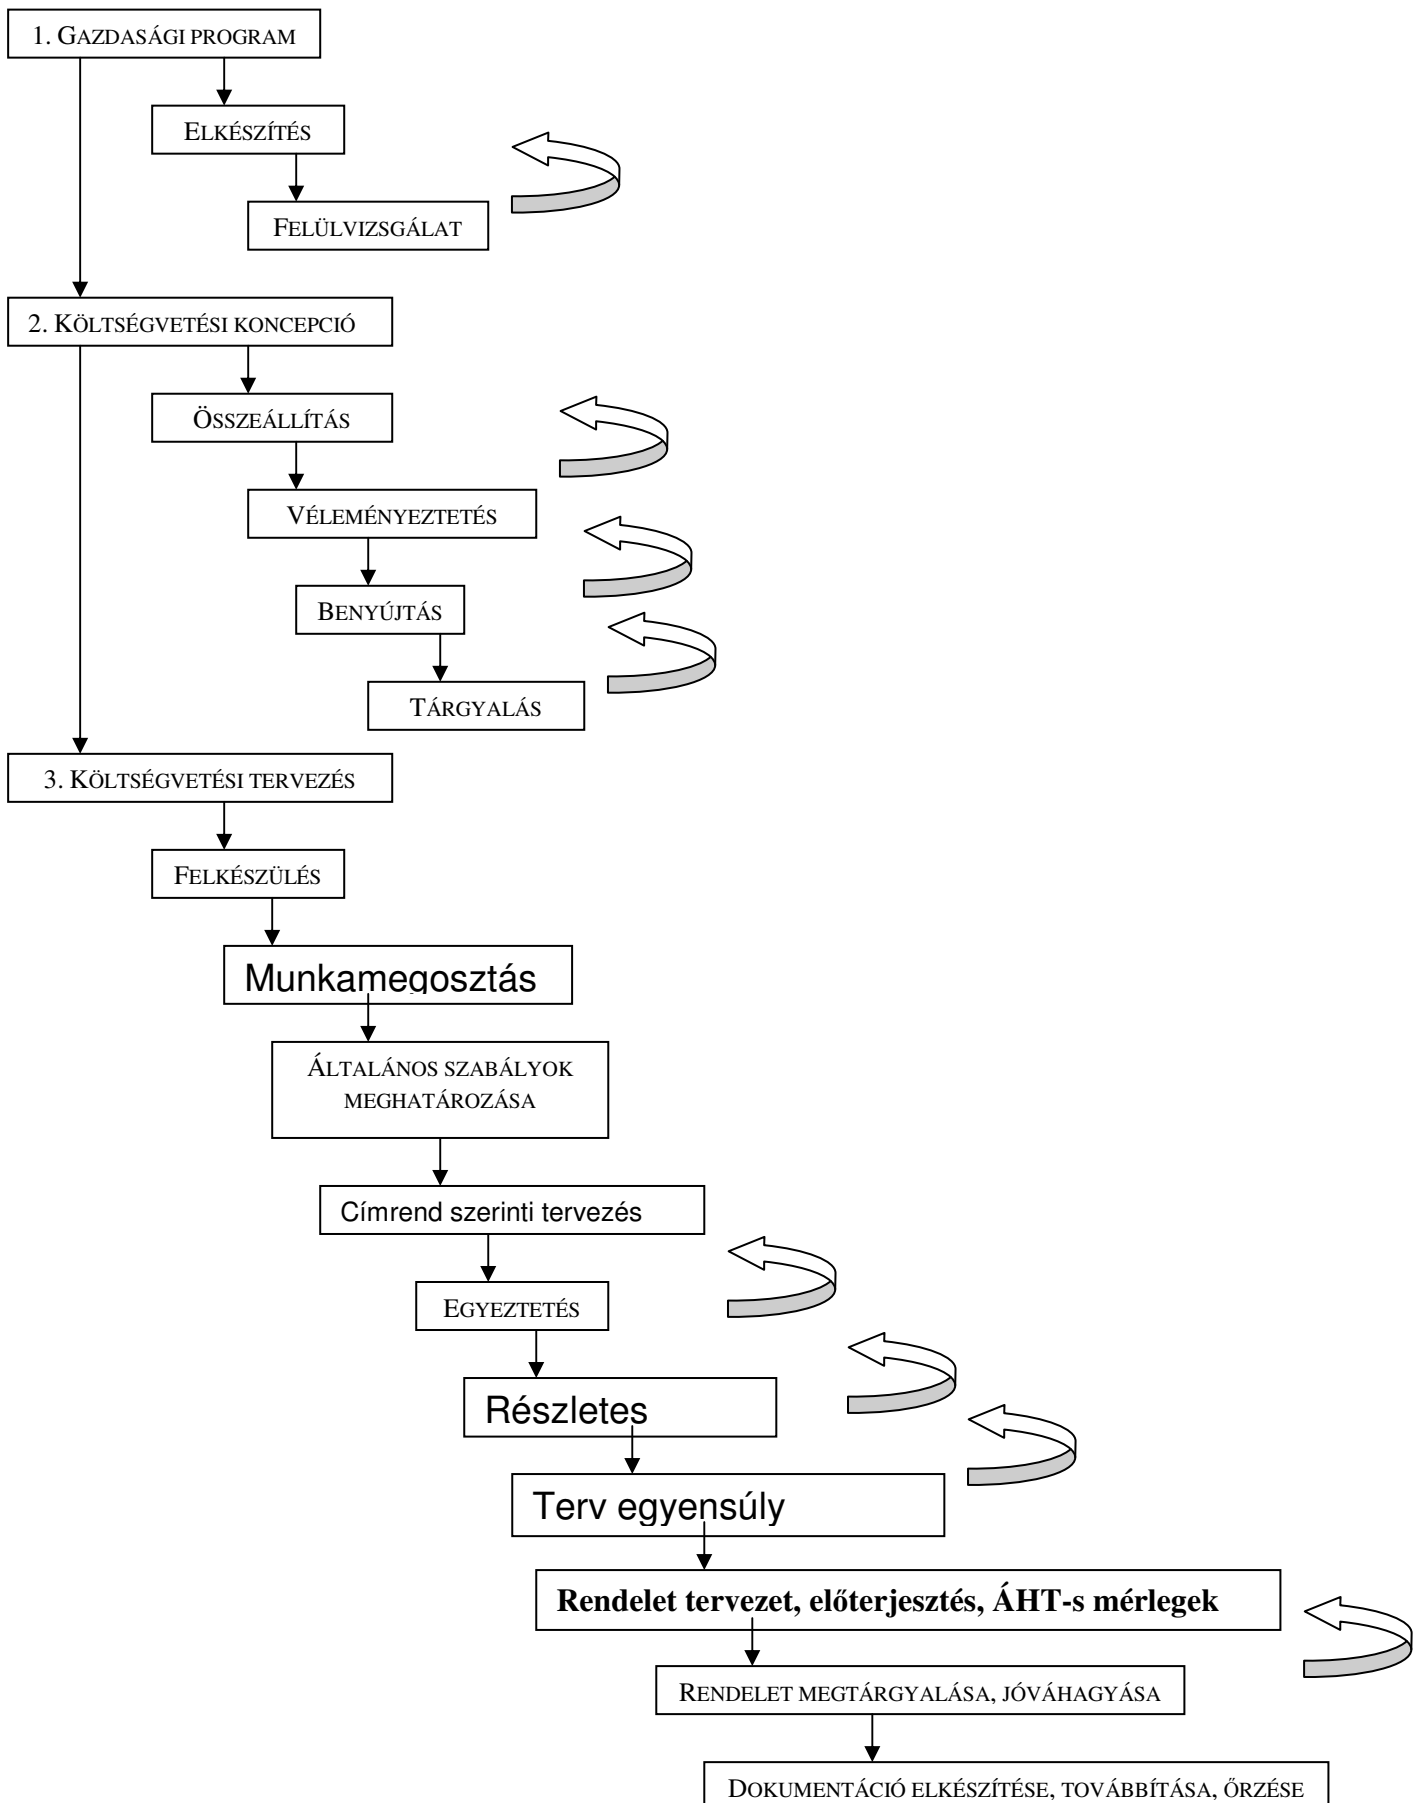 1. GAZDASÁGI PROGRAM
ELKÉSZÍTÉS
FELÜLVIZSGÁLAT
2. KÖLTSÉGVETÉSI KONCEPCIÓ
ÖSSZEÁLLÍTÁS
VÉLEMÉNYEZTETÉS
BENYÚJTÁS
TÁRGYALÁS
3. KÖLTSÉGVETÉSI TERVEZÉS
FELKÉSZÜLÉS
Munkamegosztás
ÁLTALÁNOS SZABÁLYOK
MEGHATÁROZÁSA
Címrend szerinti tervezés
EGYEZTETÉS
Részletes
Terv egyensúly
Rendelet tervezet, előterjesztés, ÁHT-s mérlegek
RENDELET MEGTÁRGYALÁSA, JÓVÁHAGYÁSA
DOKUMENTÁCIÓ ELKÉSZÍTÉSE, TOVÁBBÍTÁSA, ŐRZÉSE